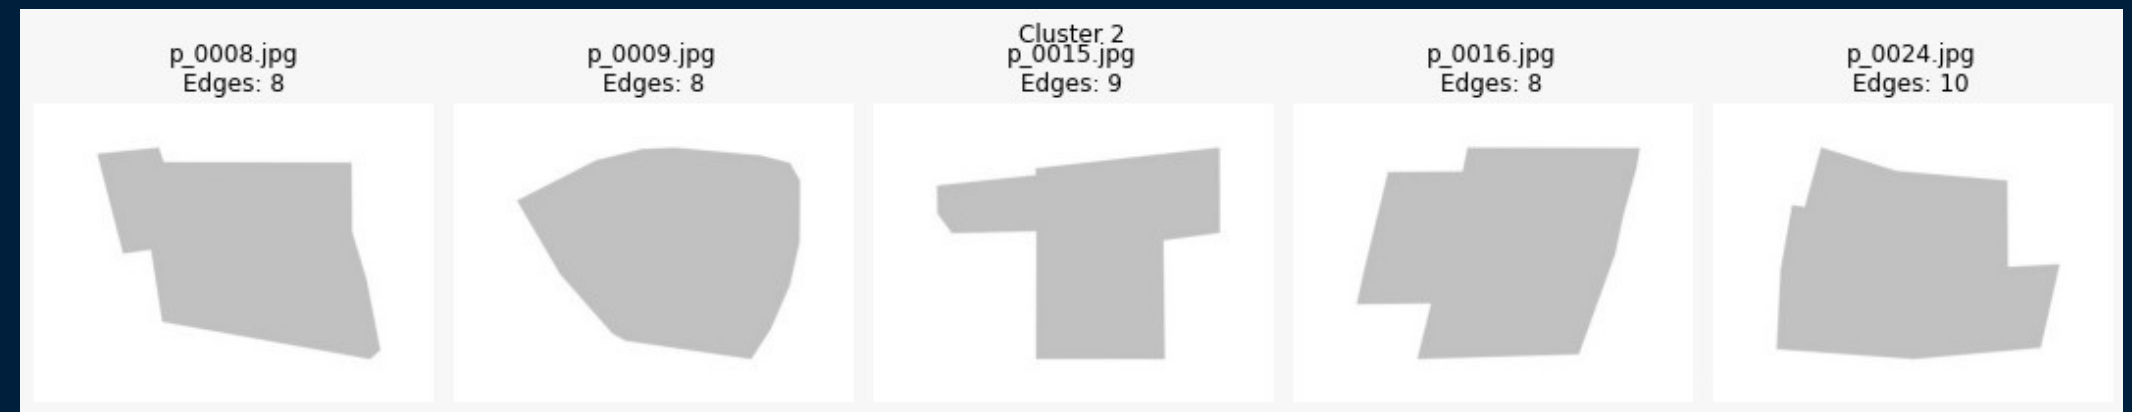 Cluster 2
p_0008.jpg
Edges: 8
p_0009.jpg
Edges: 8
p_0015.jpg
Edges: 9
p_0016.jpg
Edges: 8
p_0024.jpg
Edges: 10